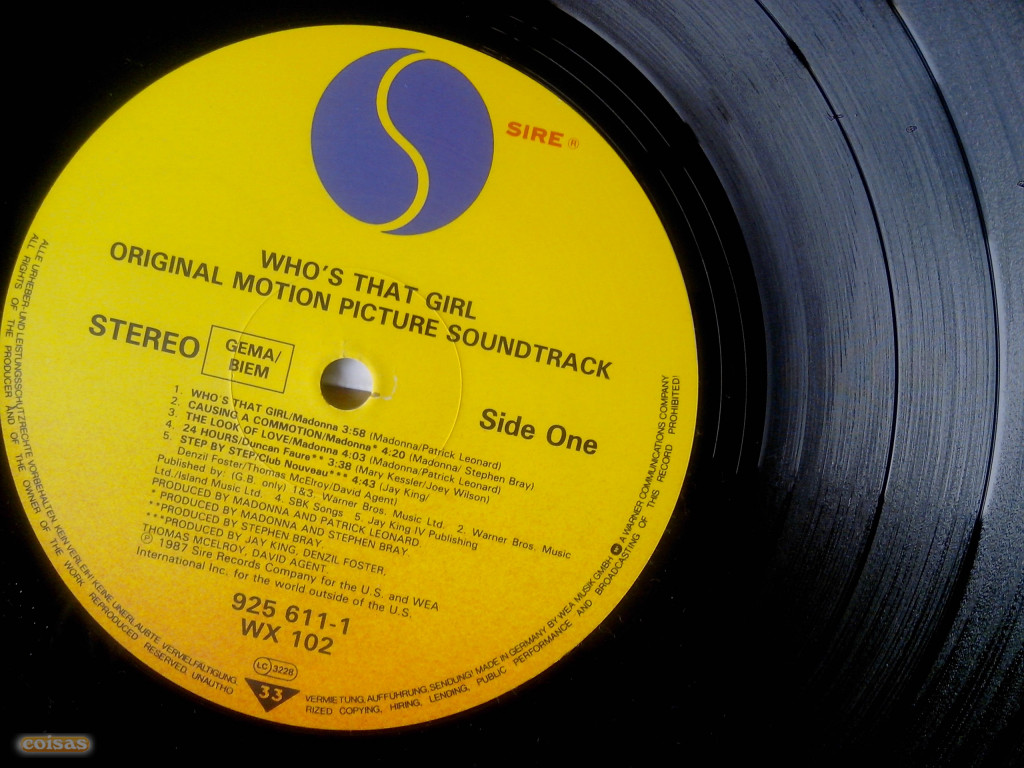 SIRE ®
WHO'S THAT GIRL
ORIGINAL MOTION PICTURE SOUNDTRACK
STEREO
GEMA/
BIEM
Side One
1. WHO'S THAT GIRL/Madonna 3:58 (Madonna/Patrick Leonard)
2. CAUSING A COMMOTION/Madonna* 4:20 (Madonna/ Stephen Bray)
3. THE LOOK OF LOVE/Madonna 4:03 (Madonna/Patrick Leonard)
4. 24 HOURS/Duncan Faure** 3:38 (Mary Kessler/Joey Wilson)
5. STEP BY STEP/Club Nouveau*** 4:43 (Jay King/
Denzil Foster/Thomas McElroy/David Agent)
Published by: (G.B. only) 1&3. Warner Bros. Music Ltd. 2. Warner Bros. Music
Ltd./Island Music Ltd. 4. SBK Songs 5. Jay King IV Publishing
PRODUCED BY MADONNA AND PATRICK LEONARD.
* PRODUCED BY MADONNA AND STEPHEN BRAY.
**PRODUCED BY STEPHEN BRAY.
***PRODUCED BY JAY KING, DENZIL FOSTER,
THOMAS MCELROY, DAVID AGENT.
℗ 1987 Sire Records Company for the U.S. and WEA
International Inc. for the world outside of the U.S.
925 611-1
WX 102
LC 3228
33
ALLE URHEBER- UND LEISTUNGSSCHUTZRECHTE VORBEHALTEN. KEIN VERLEIH! KEINE UNERLAUBTE VERVIELFÄLTIGUNG,
VERMIETUNG, AUFFÜHRUNG, SENDUNG! MADE IN GERMANY BY WEA MUSIK GMBH A WARNER COMMUNICATIONS COMPANY
ALL RIGHTS OF THE PRODUCER AND OF THE OWNER OF THE WORK REPRODUCED RESERVED, UNAUTHO
RIZED COPYING, HIRING, LENDING, PUBLIC PERFORMANCE AND BROADCASTING OF THIS RECORD PROHIBITED!
coisas